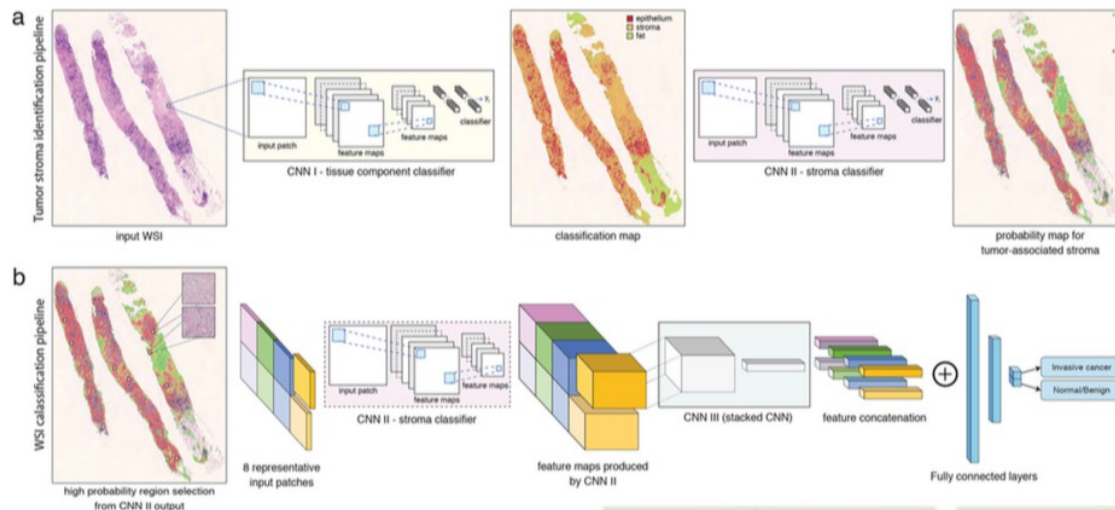 a
Tumor stroma identification pipeline
input WSI
input patch
feature maps
feature maps
classifier
CNN I - tissue component classifier
epithelium
stroma
fat
classification map
input patch
feature maps
feature maps
classifier
CNN II - stroma classifier
probability map for
tumor-associated stroma
b
WSI calassification pipeline
high probability region selection
from CNN II output
8 representative
input patches
input patch
feature maps
feature maps
CNN II - stroma classifier
feature maps produced
by CNN II
CNN III (stacked CNN)
feature concatenation
Fully connected layers
Invasive cancer
Normal/Benign